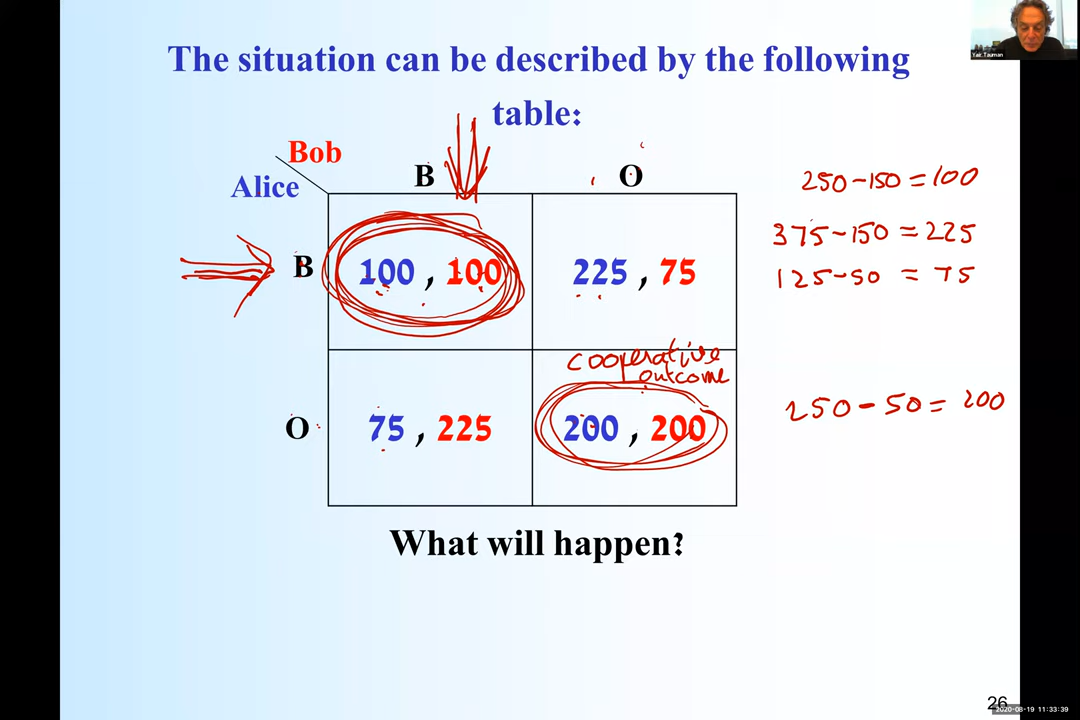 Yair Tauman
The situation can be described by the following
table:
Bob
Alice
B
O
B
100 , 100
225 , 75
cooperative
outcome
O
75 , 225
200 , 200
250-150=100
375-150=225
125-50 = 75
250-50=200
What will happen?
26
2020-08-19 11:33:39